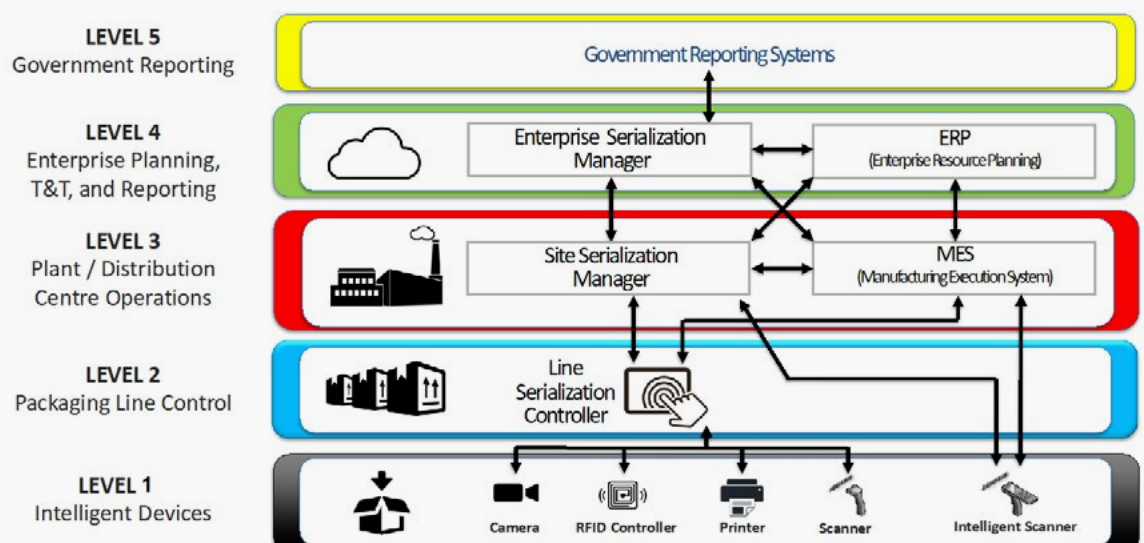 LEVEL 5
Government Reporting
Government Reporting Systems
LEVEL 4
Enterprise Planning,
T&T, and Reporting
Enterprise Serialization
Manager
ERP
(Enterprise Resource Planning)
LEVEL 3
Plant / Distribution
Centre Operations
Site Serialization
Manager
MES
(Manufacturing Execution System)
LEVEL 2
Packaging Line Control
Line
Serialization
Controller
LEVEL 1
Intelligent Devices
Camera
RFID Controller
Printer
Scanner
Intelligent Scanner